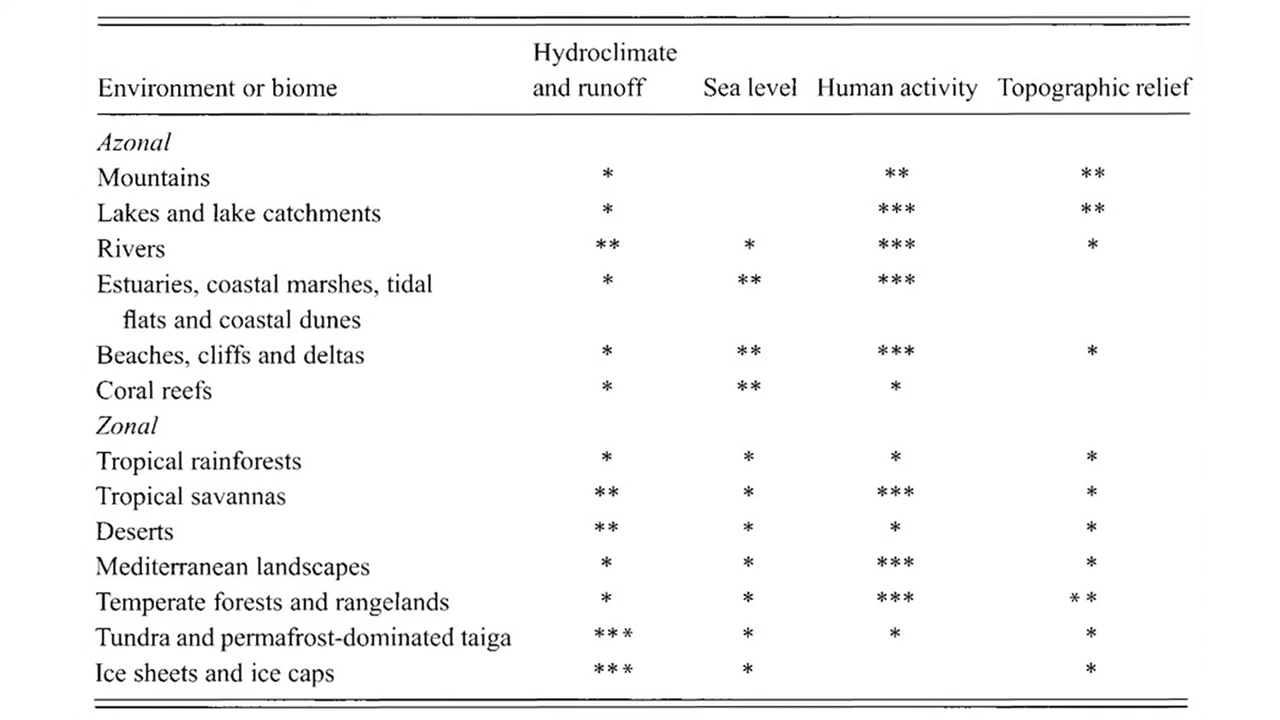 Hydroclimate
Environment or biome and runoff Sea level Human activity Topographic relief
Azonal
Mountains * ** **
Lakes and lake catchments * *** **
Rivers ** * *** *
Estuaries, coastal marshes, tidal * ** ***
flats and coastal dunes
Beaches, cliffs and deltas * ** *** *
Coral reefs * ** *
Zonal
Tropical rainforests * * * *
Tropical savannas ** * *** *
Deserts ** * * *
Mediterranean landscapes * * *** *
Temperate forests and rangelands * * *** **
Tundra and permafrost-dominated taiga *** * * *
Ice sheets and ice caps *** * *